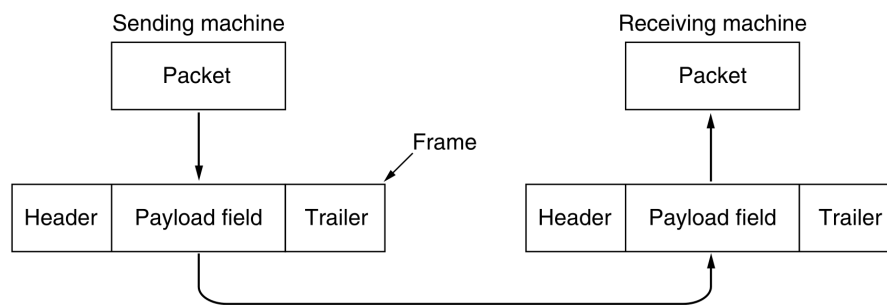 Sending machine
Receiving machine
Packet
Packet
Frame
Header
Payload field
Trailer
Header
Payload field
Trailer